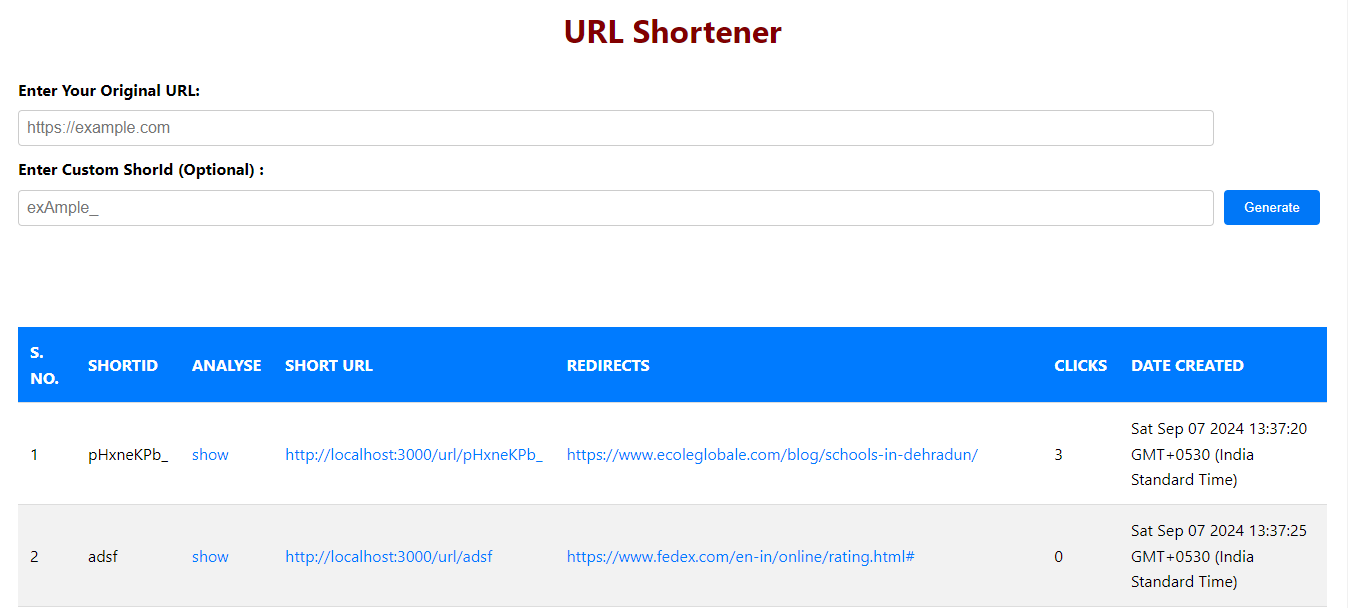 URL Shortener
Enter Your Original URL:
https://example.com
Enter Custom ShorId (Optional) :
exAmple_
Generate
S. NO. SHORTID ANALYSE SHORT URL REDIRECTS CLICKS DATE CREATED
1 pHxneKPb_ show http://localhost:3000/url/pHxneKPb_ https://www.ecoleglobale.com/blog/schools-in-dehradun/ 3 Sat Sep 07 2024 13:37:20 GMT+0530 (India Standard Time)
2 adsf show http://localhost:3000/url/adsf https://www.fedex.com/en-in/online/rating.html# 0 Sat Sep 07 2024 13:37:25 GMT+0530 (India Standard Time)